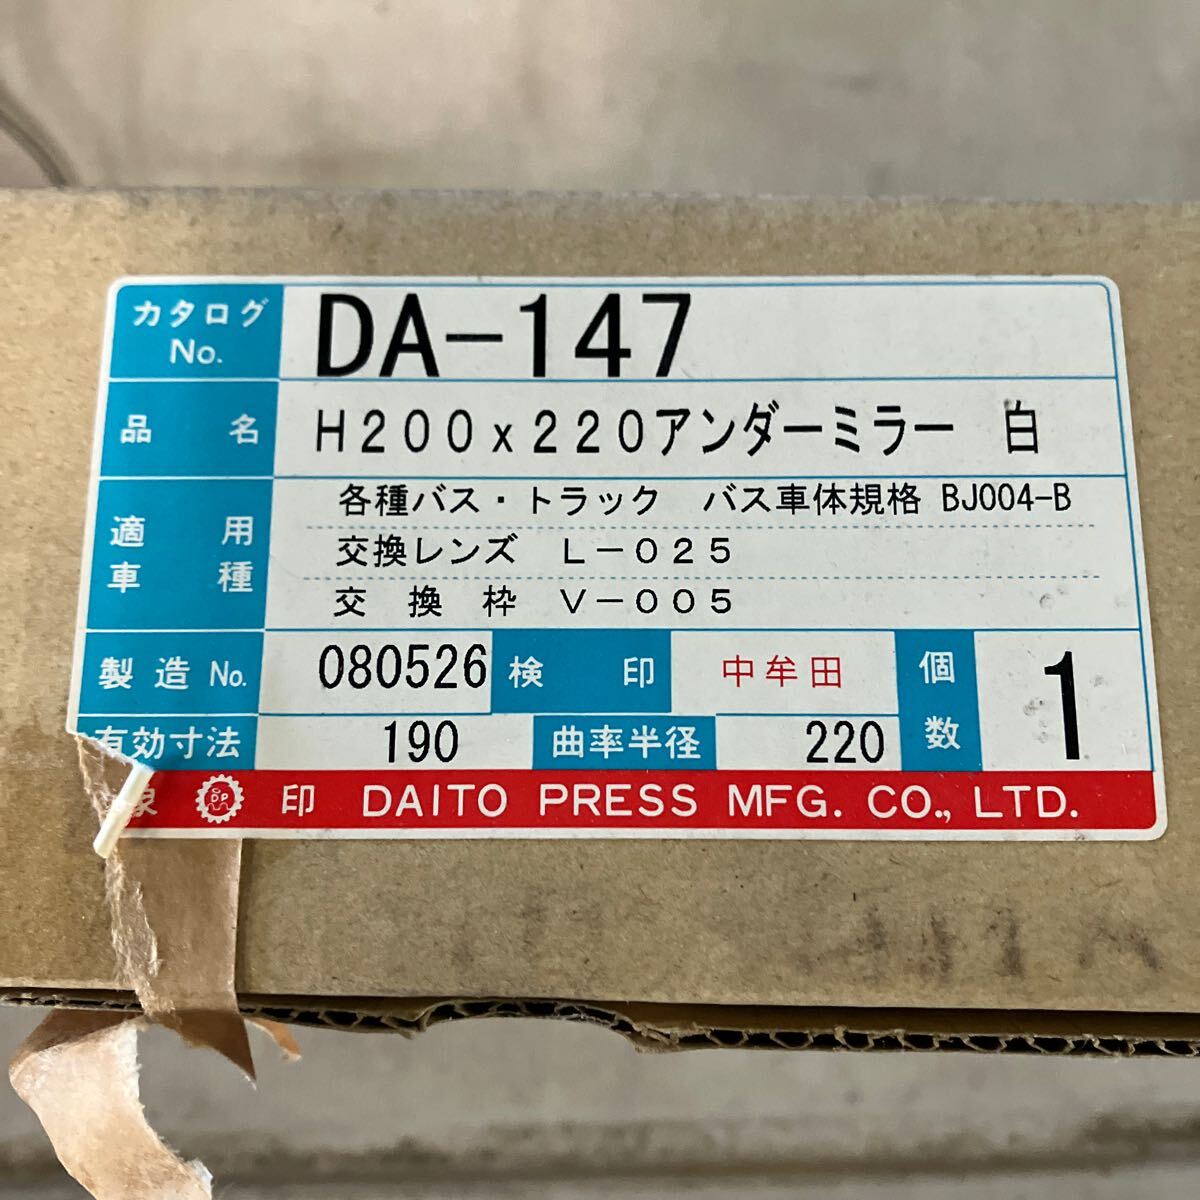 カタログ No. DA-147
品名 H200x220アンダーミラー 白
適用車種 各種バス・トラック バス車体規格 BJ004-B
交換レンズ L-025
交換枠 V-005
製造 No. 080526 検印 中牟田 個数 1
有効寸法 190 曲率半径 220
象 DP 印 DAITO PRESS MFG. CO., LTD.